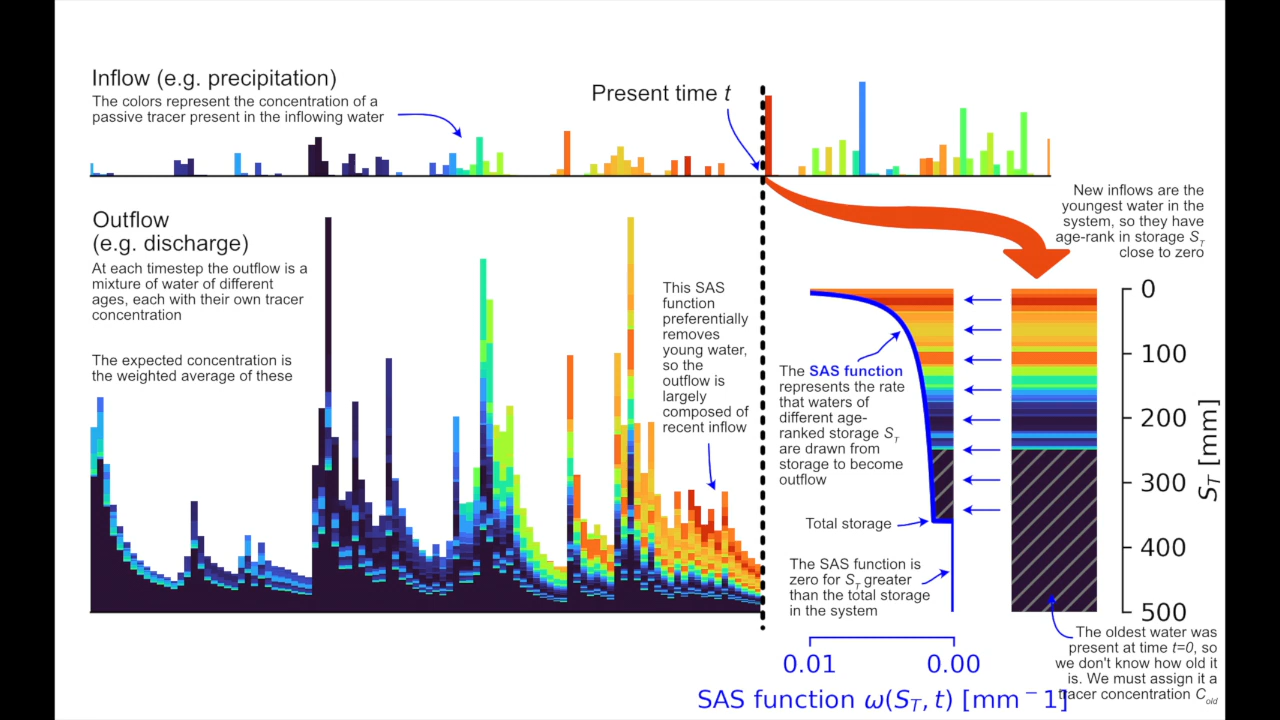 Inflow (e.g. precipitation)
The colors represent the concentration of a
passive tracer present in the inflowing water
Present time t
New inflows are the
youngest water in the
system, so they have
age-rank in storage S_T
close to zero
Outflow
(e.g. discharge)
At each timestep the outflow is a
mixture of water of different
ages, each with their own tracer
concentration
The expected concentration is
the weighted average of these
This SAS
function
preferentially
removes
young water,
so the
outflow is
largely
composed of
recent inflow
The SAS function
represents the rate
that waters of
different age-
ranked storage S_T
are drawn from
storage to become
outflow
Total storage
The SAS function is
zero for S_T greater
than the total storage
in the system
0
100
200
300
400
500
S_T [mm]
The oldest water was
present at time t=0, so
we don't know how old it
is. We must assign it a
tracer concentration C_old
0.01
0.00
SAS function ω(S_T, t) [mm⁻1]